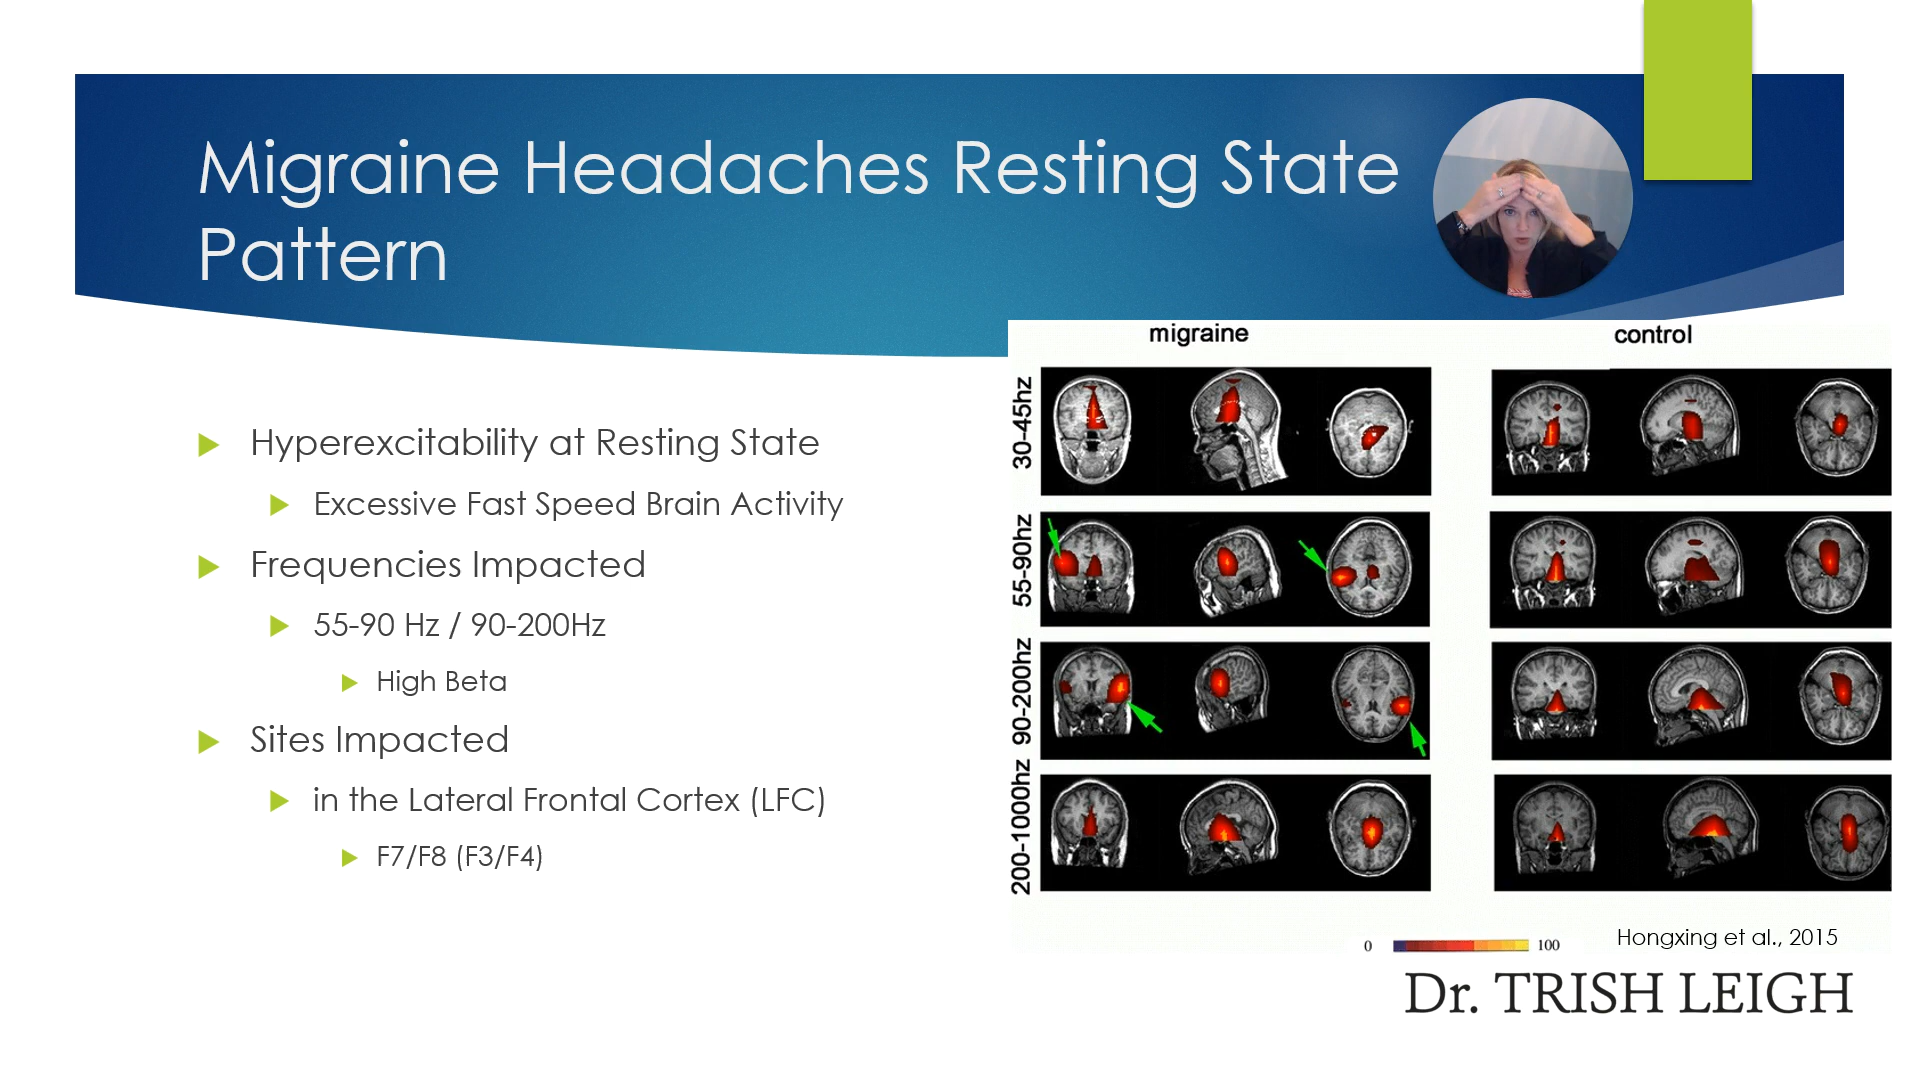 Migraine Headaches Resting State
Pattern
Hyperexcitability at Resting State
Excessive Fast Speed Brain Activity
Frequencies Impacted
55-90 Hz / 90-200Hz
High Beta
Sites Impacted
in the Lateral Frontal Cortex (LFC)
F7/F8 (F3/F4)
migraine
control
30-45hz
55-90hz
90-200hz
200-1000hz
0
100
Hongxing et al., 2015
Dr. TRISH LEIGH